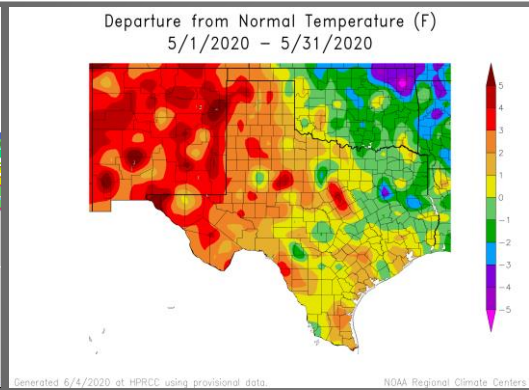 Departure from Normal Temperature (F)
5/1/2020 – 5/31/2020
5
4
3
2
1
0
-1
-2
-3
-4
-5
Generated 6/4/2020 at HPRCC using provisional data.
NOAA Regional Climate Centers